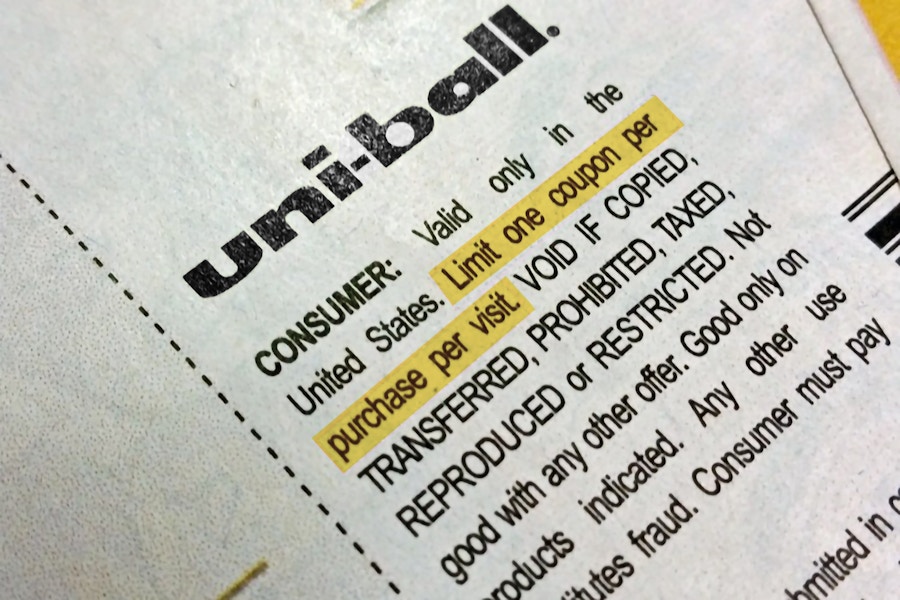 uni-ball.
CONSUMER: Valid only in the
United States. Limit one coupon per
purchase per visit. VOID IF COPIED,
TRANSFERRED, PROHIBITED, TAXED,
REPRODUCED or RESTRICTED. Not
good with any other offer. Good only on
products indicated. Any other use
fraud. Consumer must pay
in